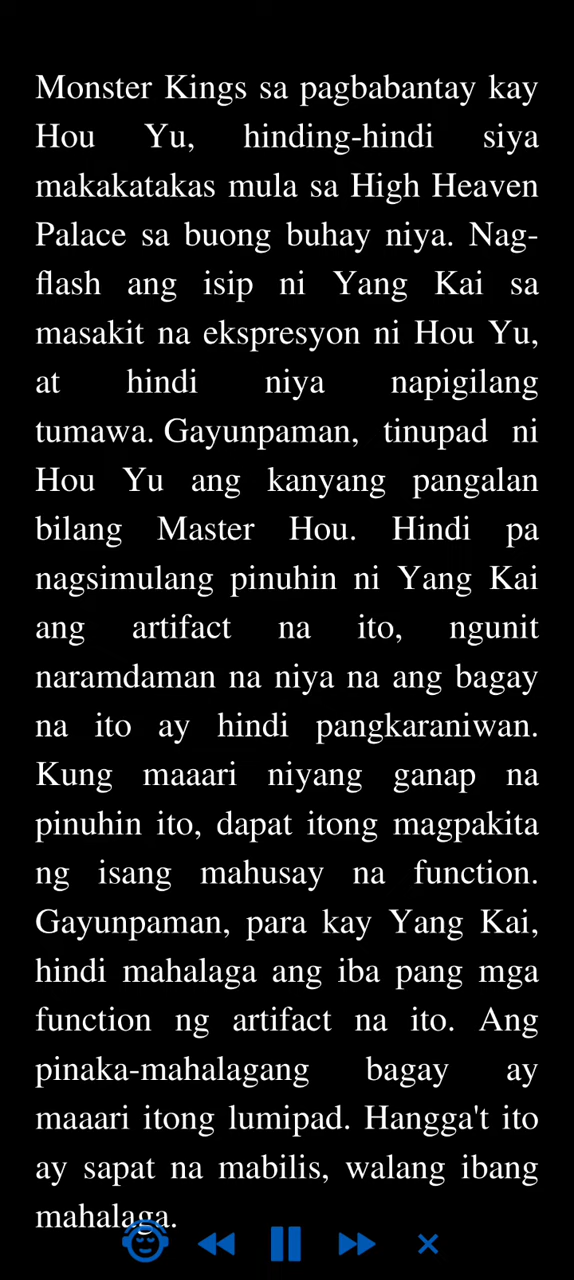 Monster Kings sa pagbabantay kay
Hou Yu, hinding-hindi siya
makakatakas mula sa High Heaven
Palace sa buong buhay niya. Nag-
flash ang isip ni Yang Kai sa
masakit na ekspresyon ni Hou Yu,
at hindi niya napigilang
tumawa. Gayunpaman, tinupad ni
Hou Yu ang kanyang pangalan
bilang Master Hou. Hindi pa
nagsimulang pinuhin ni Yang Kai
ang artifact na ito, ngunit
naramdaman na niya na ang bagay
na ito ay hindi pangkaraniwan.
Kung maaari niyang ganap na
pinuhin ito, dapat itong magpakita
ng isang mahusay na function.
Gayunpaman, para kay Yang Kai,
hindi mahalaga ang iba pang mga
function ng artifact na ito. Ang
pinaka-mahalagang bagay ay
maaari itong lumipad. Hangga't ito
ay sapat na mabilis, walang ibang
mahalaga.